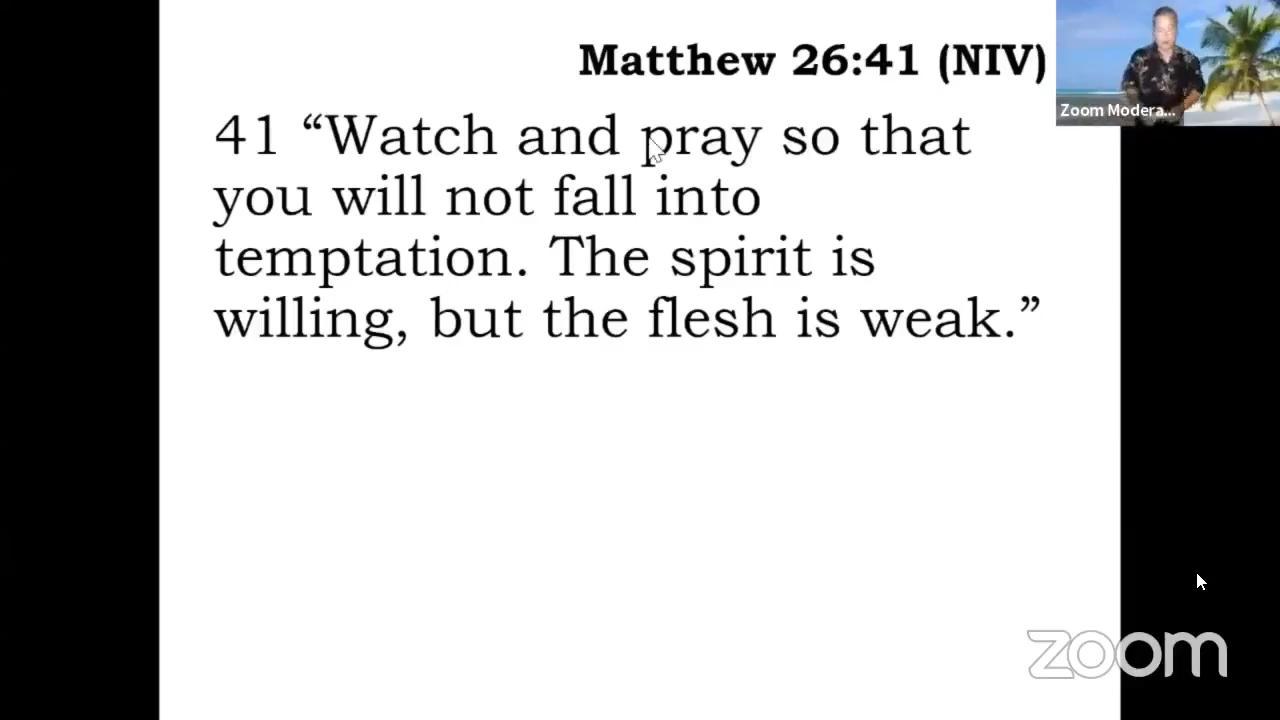 Matthew 26:41 (NIV)
Zoom Modera...
41 “Watch and pray so that
you will not fall into
temptation. The spirit is
willing, but the flesh is weak.”
zoom